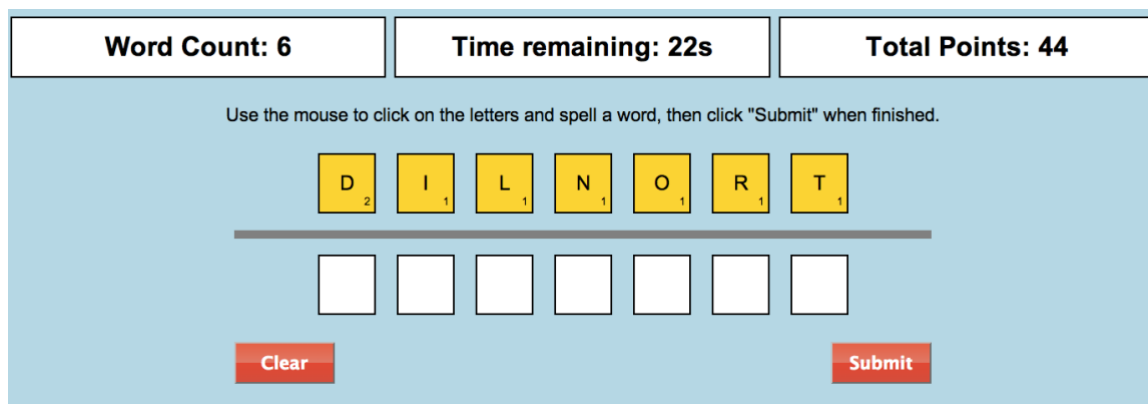 Word Count: 6 Time remaining: 22s Total Points: 44
Use the mouse to click on the letters and spell a word, then click "Submit" when finished.
D 2 I 1 L 1 N 1 O 1 R 1 T 1
Clear Submit